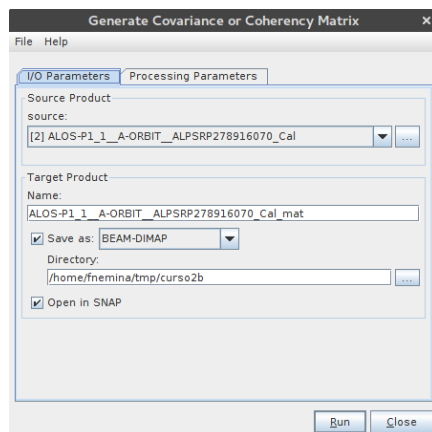 Generate Covariance or Coherency Matrix
File Help
I/O Parameters Processing Parameters
Source Product
source:
[2] ALOS-P1_1__A-ORBIT__ALPSRP278916070_Cal
...
Target Product
Name:
ALOS-P1_1__A-ORBIT__ALPSRP278916070_Cal_mat
Save as: BEAM-DIMAP
Directory:
/home/fnemina/tmp/curso2b
...
Open in SNAP
Run Close